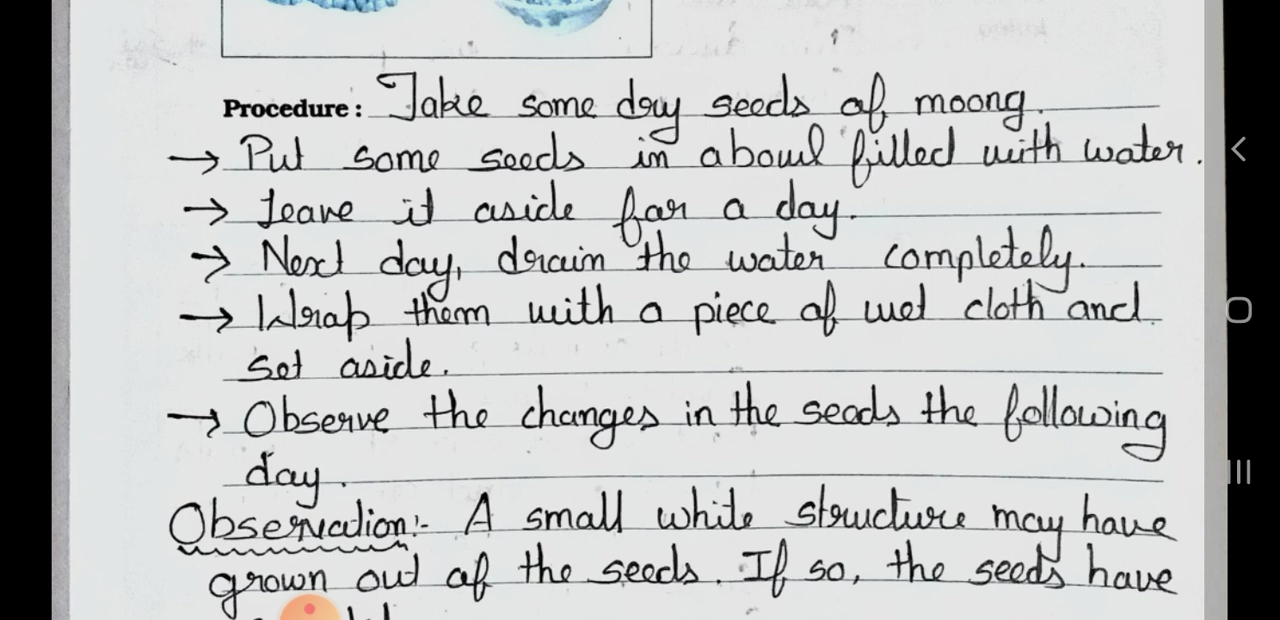 Procedure: Take some dry seeds of moong.
→ Put some seeds in a bowl filled with water.
→ Leave it aside for a day.
→ Next day, drain the water completely.
→ Wrap them with a piece of wet cloth and
set aside.
→ Observe the changes in the seeds the following
day.
Observation:- A small white structure may have
grown out of the seeds. If so, the seeds have